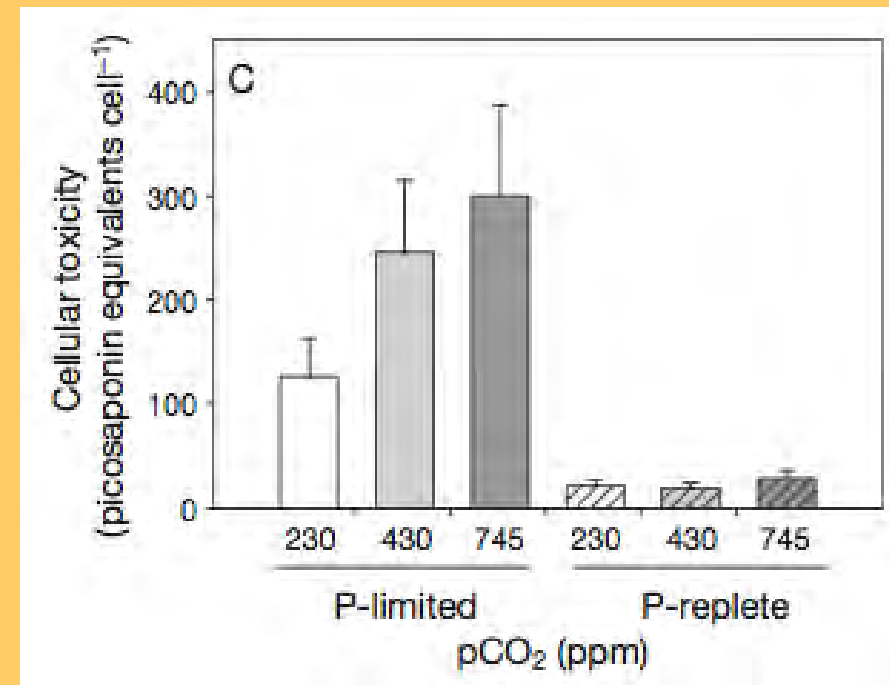 Cellular toxicity
(picosaponin equivalents cell⁻¹)
C
400
300
200
100
0
230 430 745 230 430 745
P-limited P-replete
pCO₂ (ppm)